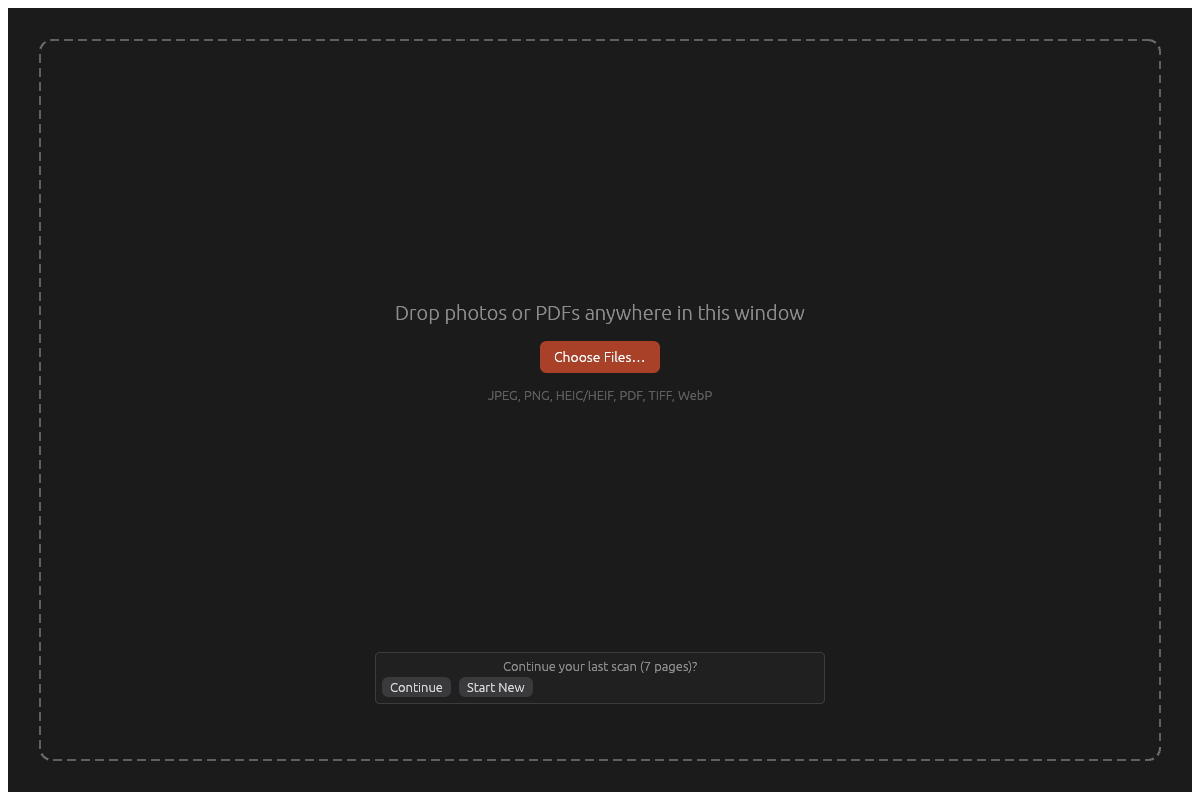 Drop photos or PDFs anywhere in this window
Choose Files...
JPEG, PNG, HEIC/HEIF, PDF, TIFF, WebP
Continue your last scan (7 pages)?
Continue
Start New